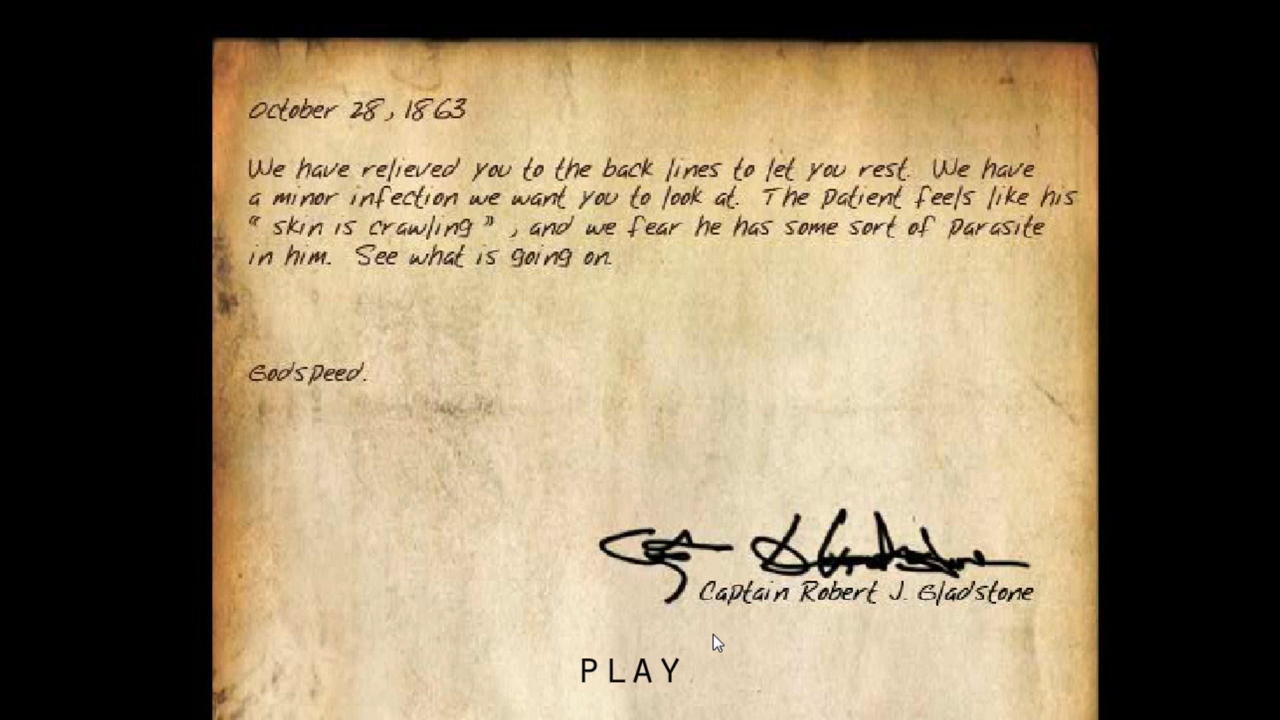 October 28, 1863
We have relieved you to the back lines to let you rest. We have
a minor infection we want you to look at. The patient feels like his
" skin is crawling " , and we fear he has some sort of parasite
in him. See what is going on.
Godspeed.
Captain Robert J. Gladstone
PLAY